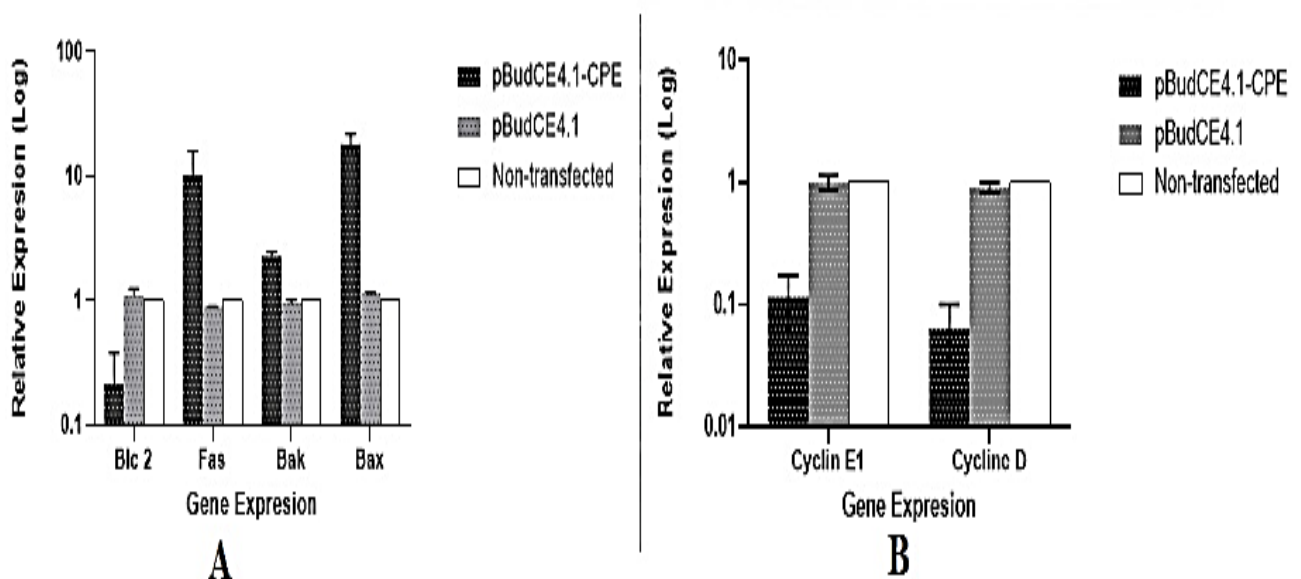 Relative Expresion (Log)
100
10
1
0.1
Blc 2 Fas Bak Bax
Gene Expresion
pBudCE4.1-CPE
pBudCE4.1
Non-transfected
A
Relative Expresion (Log)
10
1
0.1
0.01
Cyclin E1 Cycline D
Gene Expresion
pBudCE4.1-CPE
pBudCE4.1
Non-transfected
B